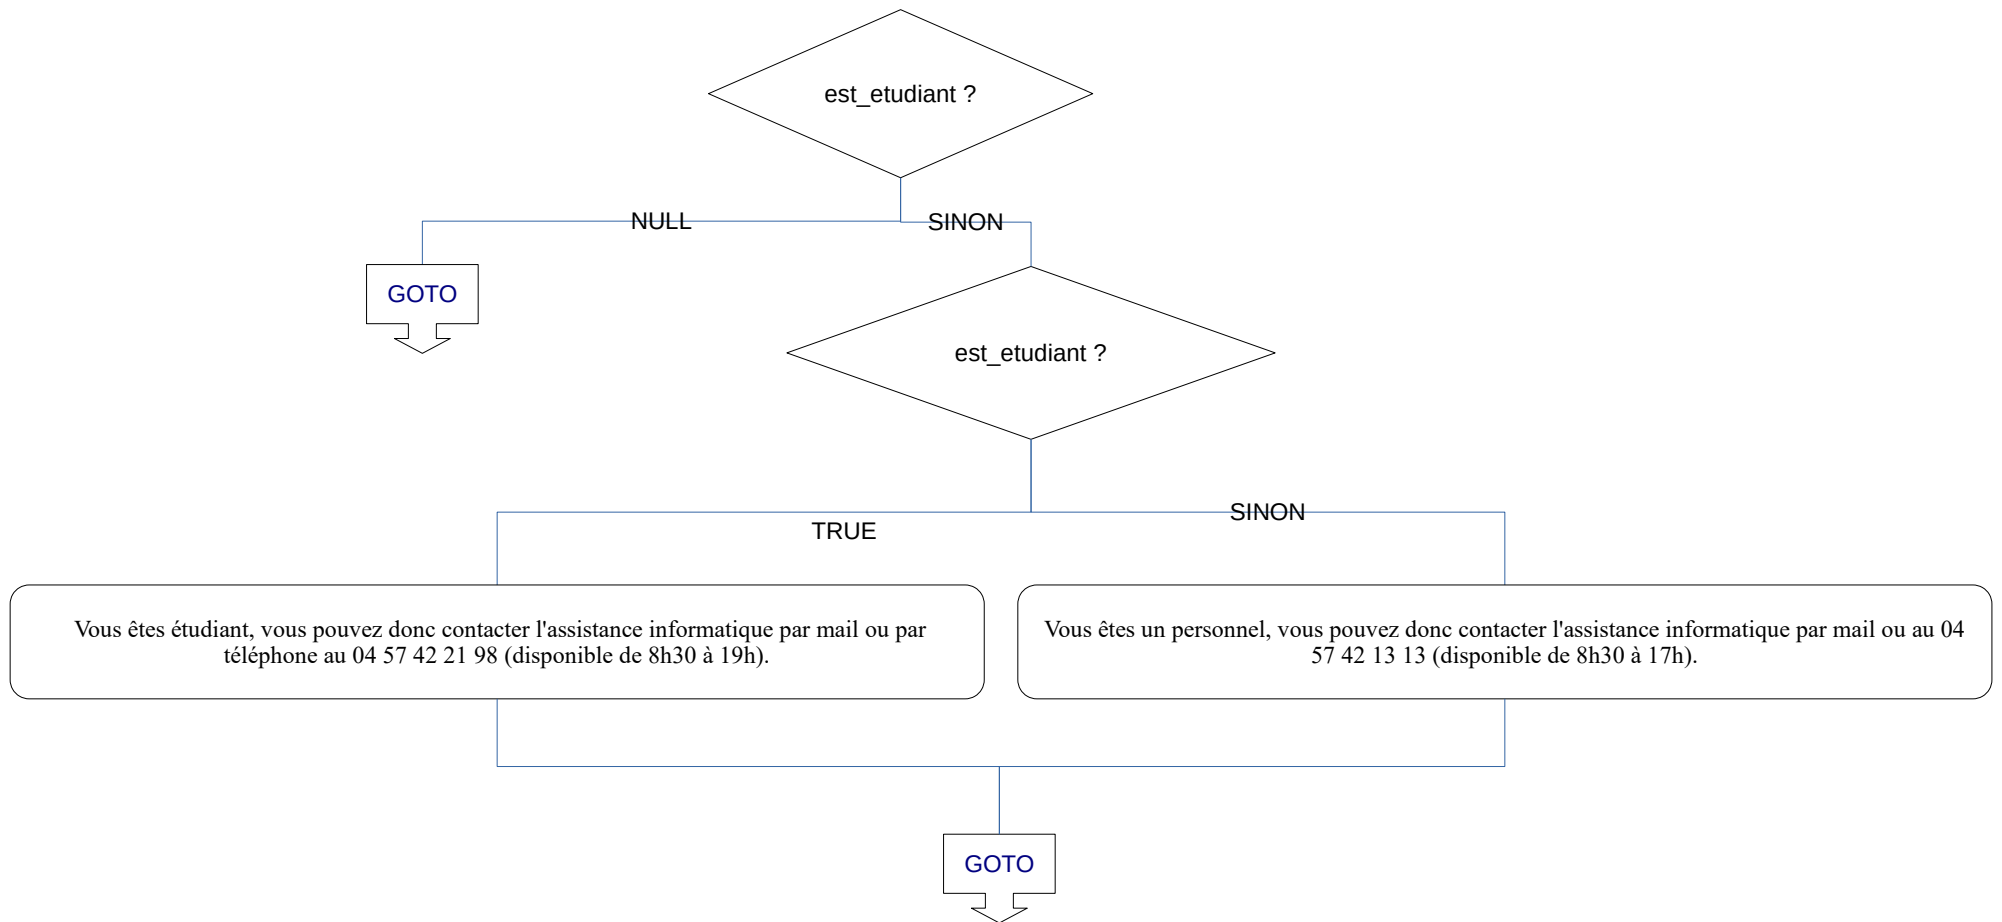 est_etudiant ?
NULL
SINON
GOTO
est_etudiant ?
SINON
TRUE
Vous êtes étudiant, vous pouvez donc contacter l'assistance informatique par mail ou par
téléphone au 04 57 42 21 98 (disponible de 8h30 à 19h).
Vous êtes un personnel, vous pouvez donc contacter l'assistance informatique par mail ou au 04
57 42 13 13 (disponible de 8h30 à 17h).
GOTO